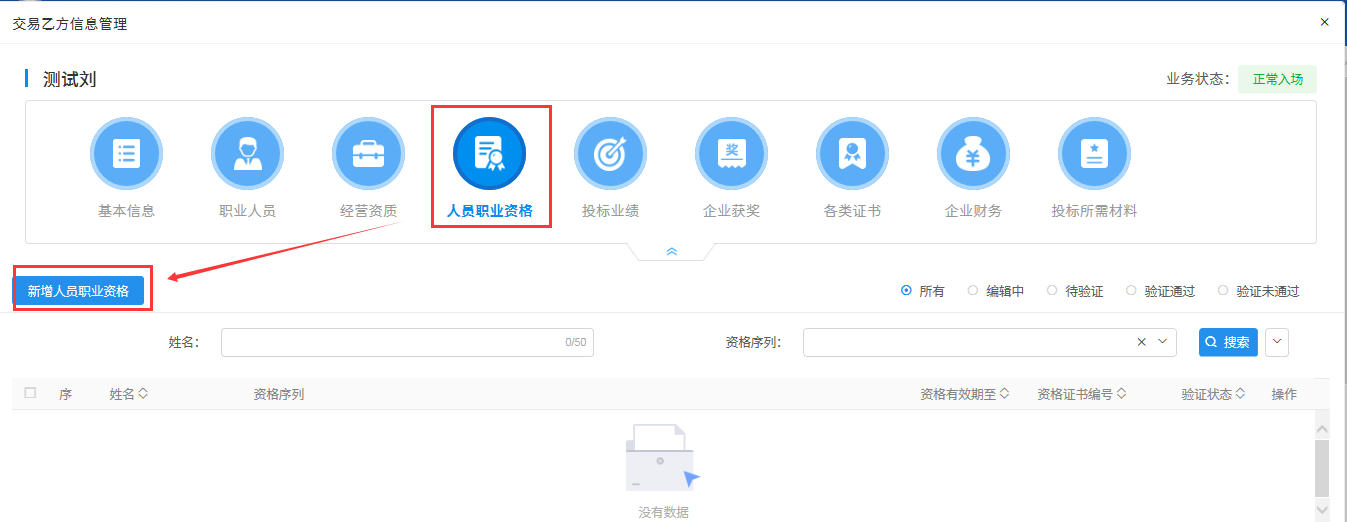 交易乙方信息管理
测试刘
业务状态：
正常入场
奖
基本信息
职业人员
经营资质
人员职业资格
投标业绩
企业获奖
各类证书
企业财务
投标所需材料
新增人员职业资格
所有
编辑中
待验证
验证通过
验证未通过
姓名：
0/50
资格序列：
搜索
序
姓名
资格序列
资格有效期至
资格证书编号
验证状态
操作
没有数据